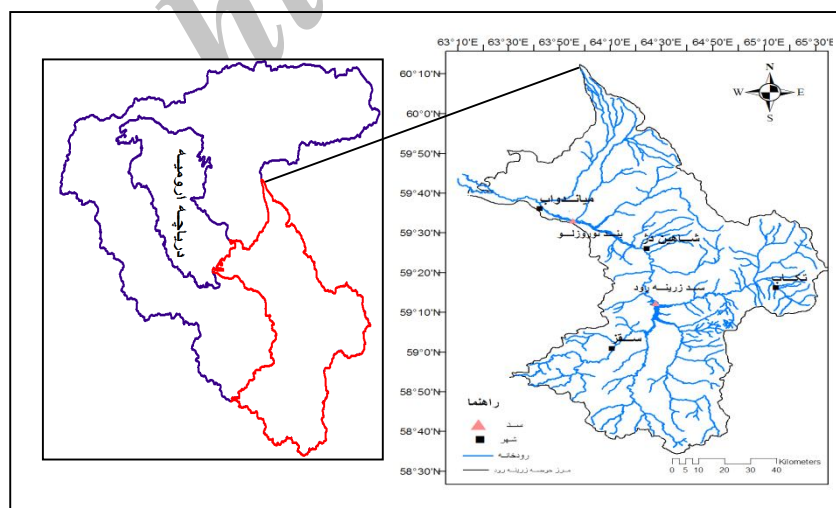 63°10'E 63°30'E 63°50'E 64°10'E 64°30'E 64°50'E 65°10'E 65°30'E
60°10'N
60°0'N
59°50'N
59°40'N
59°30'N
59°20'N
59°10'N
59°0'N
58°50'N
58°40'N
58°30'N
N
W E
S
دریاچه ارومیه
میاندواب
بند نوروزلو
شاهین دژ
تکاب
سد زرینه رود
سقز
راهنما
سد
شهر
رودخانه
مرز حوضه زرینه رود
Kilometers
0 5 10 20 30 40